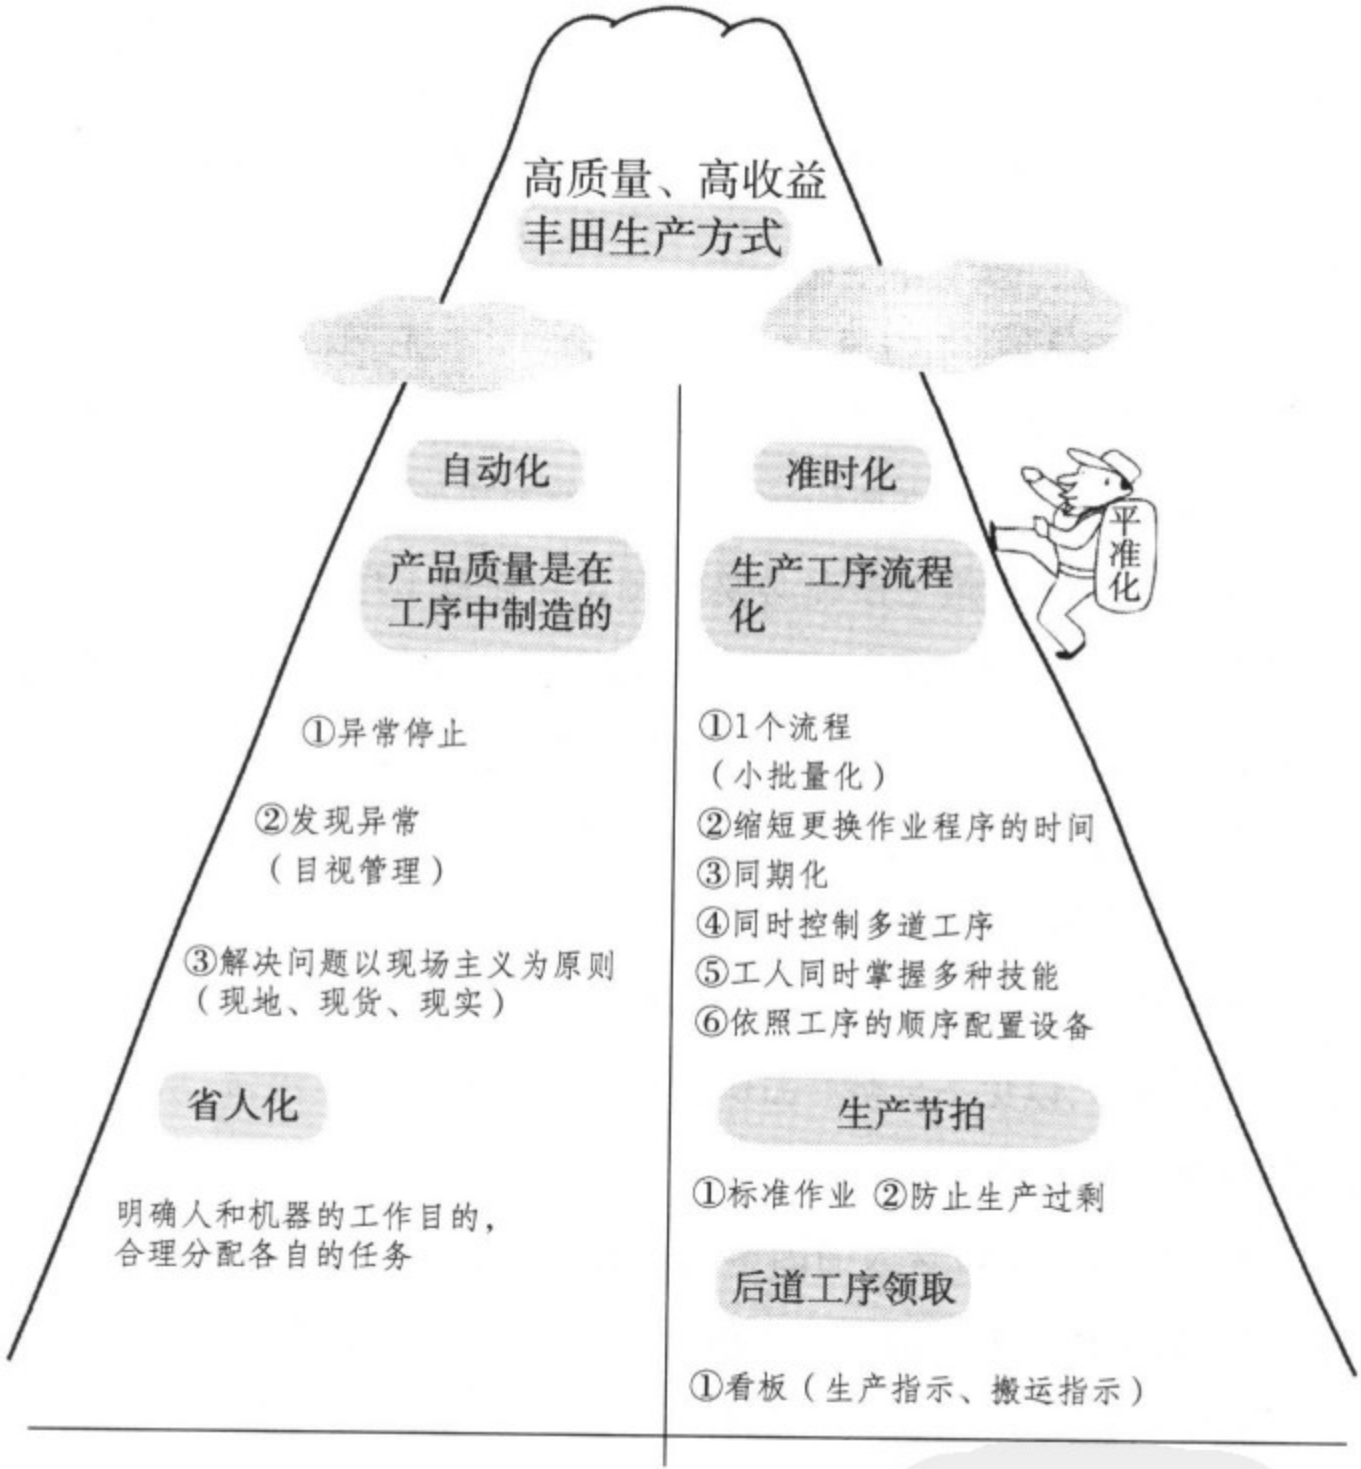 高质量、高收益
丰田生产方式
自动化
产品质量是在
工序中制造的
①异常停止
②发现异常
（目视管理）
③解决问题以现场主义为原则
（现地、现货、现实）
省人化
明确人和机器的工作目的，
合理分配各自的任务
准时化
生产工序流程
化
①1个流程
（小批量化）
②缩短更换作业程序的时间
③同期化
④同时控制多道工序
⑤工人同时掌握多种技能
⑥依照工序的顺序配置设备
生产节拍
①标准作业 ②防止生产过剩
后道工序领取
①看板（生产指示、搬运指示）
平准化